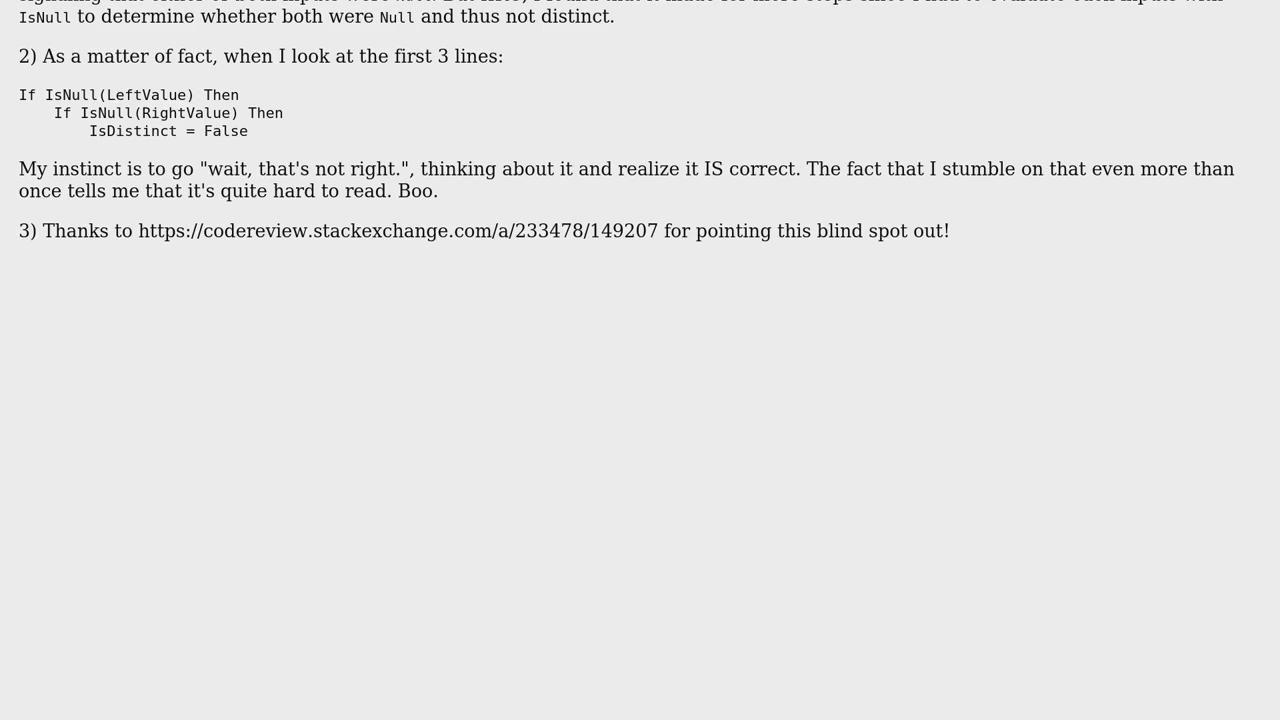 IsNull to determine whether both were Null and thus not distinct.
2) As a matter of fact, when I look at the first 3 lines:
If IsNull(LeftValue) Then
    If IsNull(RightValue) Then
        IsDistinct = False
My instinct is to go "wait, that's not right.", thinking about it and realize it IS correct. The fact that I stumble on that even more than
once tells me that it's quite hard to read. Boo.
3) Thanks to https://codereview.stackexchange.com/a/233478/149207 for pointing this blind spot out!